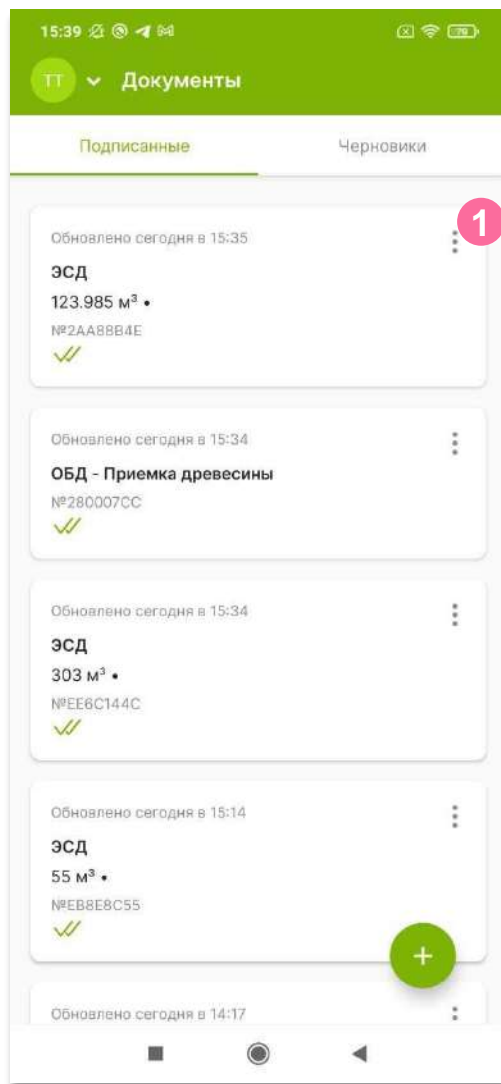 15:39
79
ТТ Документы
Подписанные Черновики
1
Обновлено сегодня в 15:35
ЭСД
123.985 м³ •
№2AA88B4E
Обновлено сегодня в 15:34
ОБД - Приемка древесины
№280007CC
Обновлено сегодня в 15:34
ЭСД
303 м³ •
№EE6C144C
Обновлено сегодня в 15:14
ЭСД
55 м³ •
№EB8E8C55
+
Обновлено сегодня в 14:17